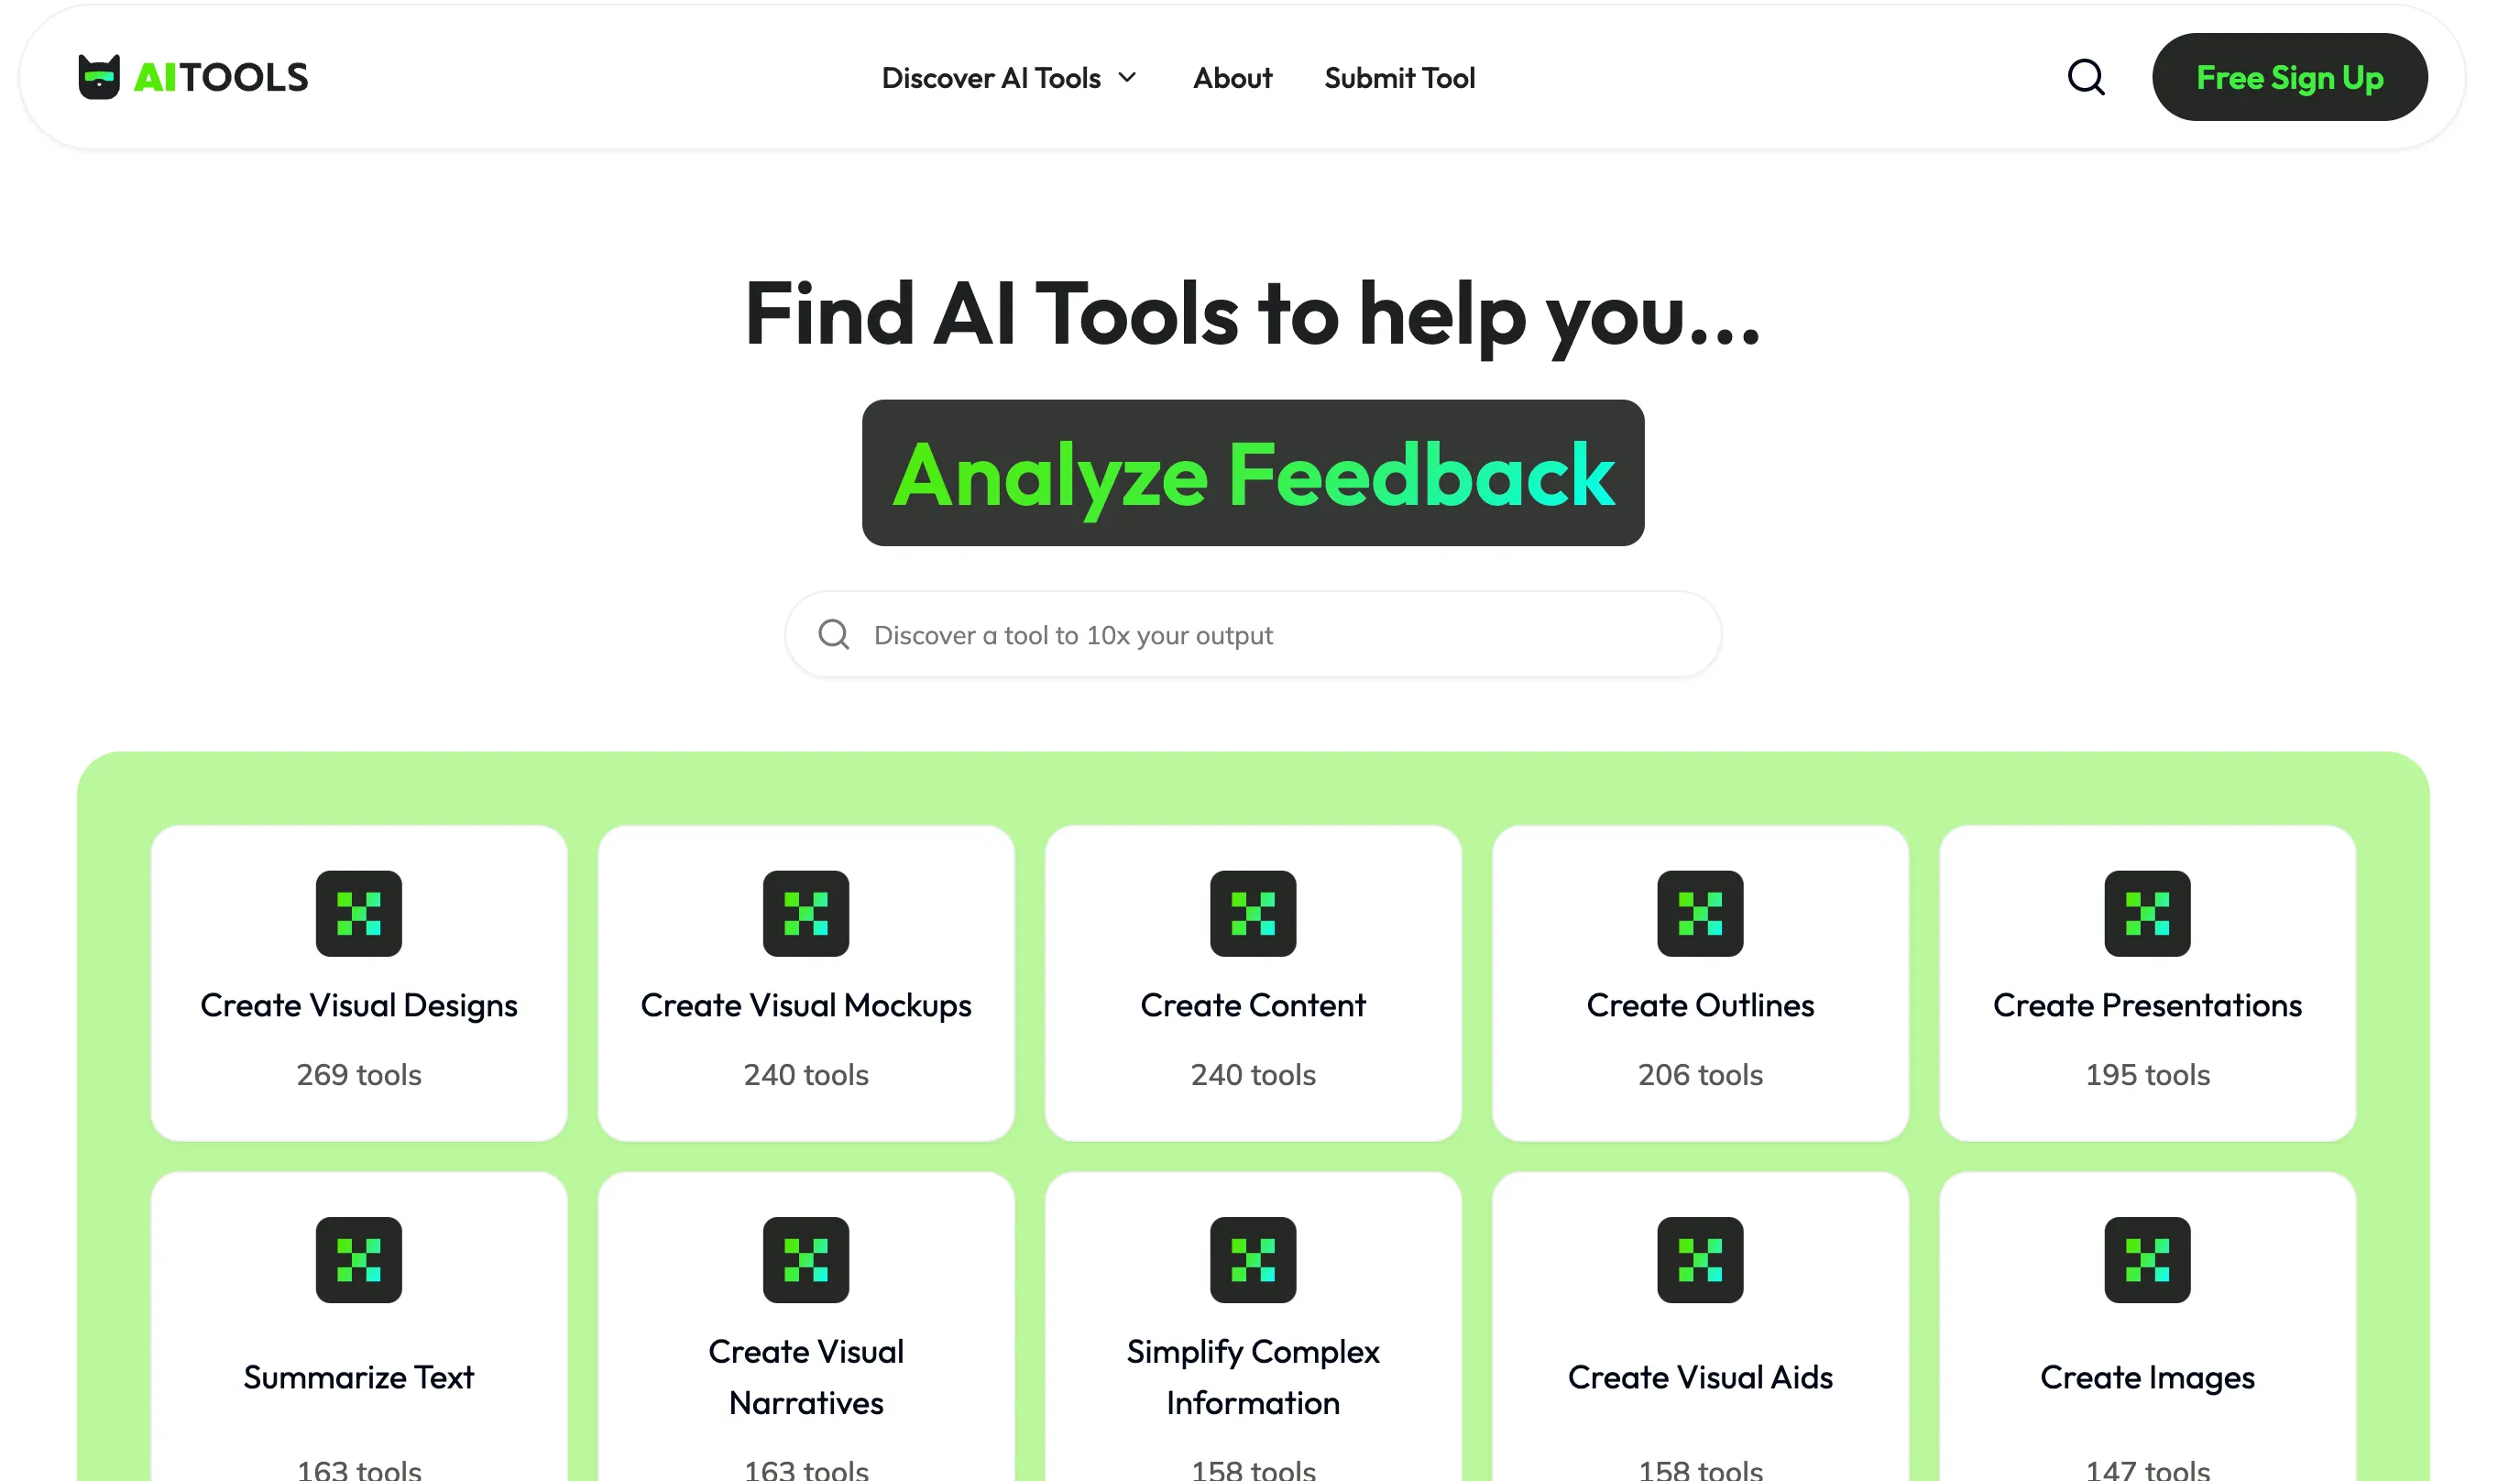 AITOOLS
Discover AI Tools
About
Submit Tool
Free Sign Up
Find AI Tools to help you...
Analyze Feedback
Discover a tool to 10x your output
Create Visual Designs
269 tools
Create Visual Mockups
240 tools
Create Content
240 tools
Create Outlines
206 tools
Create Presentations
195 tools
Summarize Text
163 tools
Create Visual
Narratives
163 tools
Simplify Complex
Information
158 tools
Create Visual Aids
158 tools
Create Images
147 tools